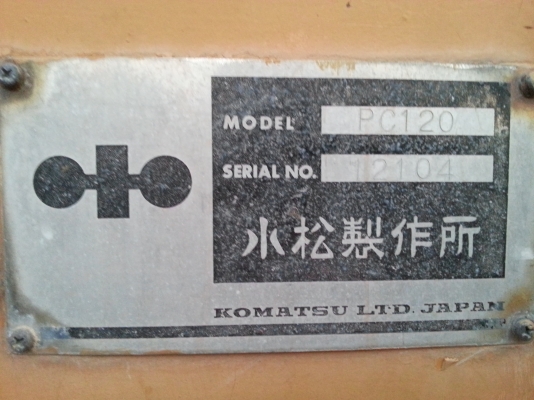 MODEL PC120
SERIAL NO. 12104
小松製作所
KOMATSU LTD. JAPAN